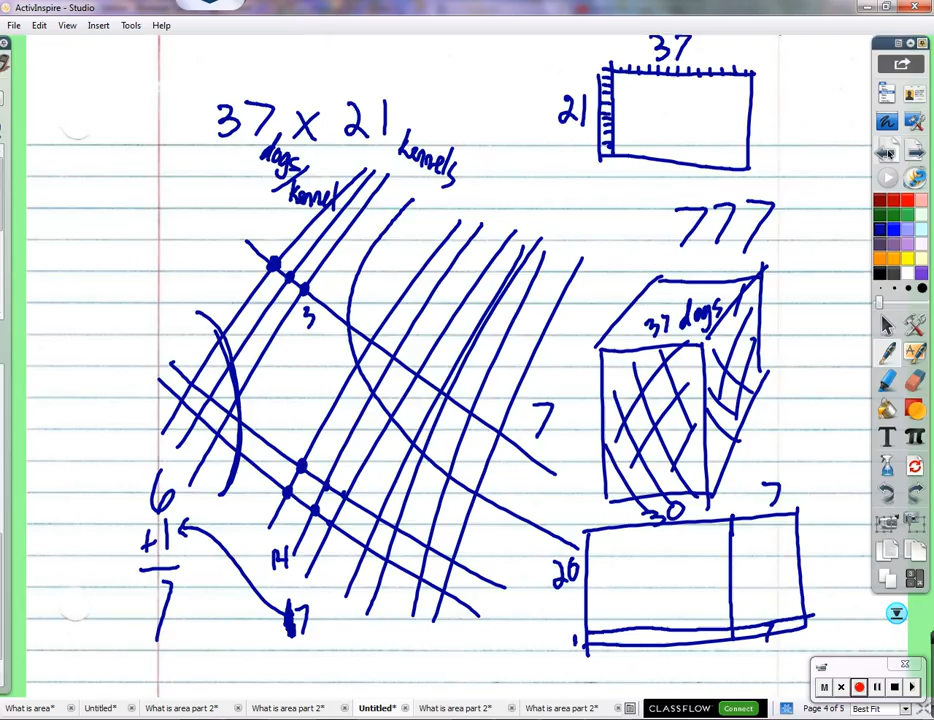 ActivInspire - Studio
File Edit View Insert Tools Help
37
21
37 x 21
dogs/kennel
kennels
777
3
37 dogs
7
6
+1
7
14
17
30
7
20
1
7
What is area*
Untitled*
What is area part 2*
What is area part 2*
Untitled*
What is area part 2*
What is area part 2*
CLASSFLOW
Connect
Page 4 of 5
Best Fit
M